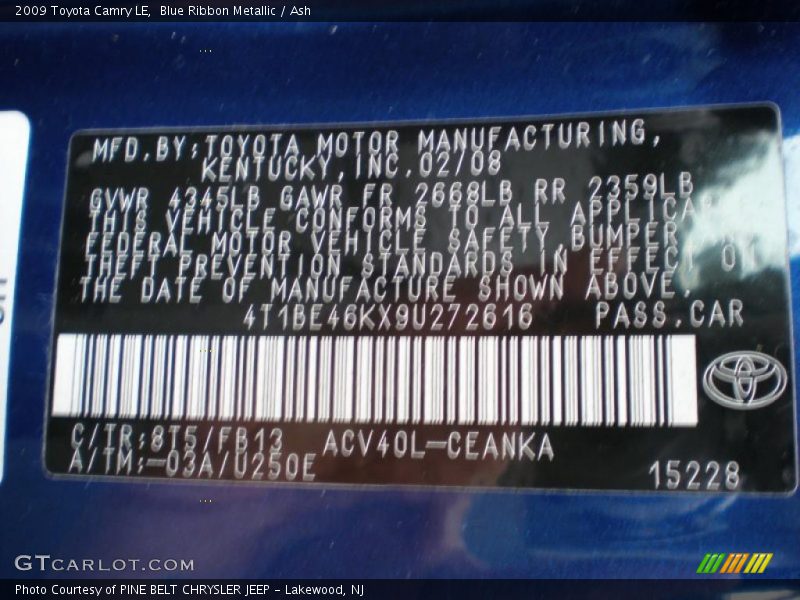 2009 Toyota Camry LE,  Blue Ribbon Metallic / Ash
MFD.BY:TOYOTA MOTOR MANUFACTURING,
KENTUCKY,INC.02/08
GVWR 4345LB GAWR FR 2668LB RR 2359LB
THIS VEHICLE CONFORMS TO ALL
FEDERAL MOTOR VEHICLE SAFETY,BUMPER
THEFT PREVENTION STANDARDS IN EFFECT ON
THE DATE OF MANUFACTURE SHOWN ABOVE.
4T1BE46KX9U272616 PASS.CAR
C/TR:8T5/FB13 ACV40L-CEANKA
A/TM:-03A/U250E
15228
GTCARLOT.COM
Photo Courtesy of PINE BELT CHRYSLER JEEP - Lakewood, NJ